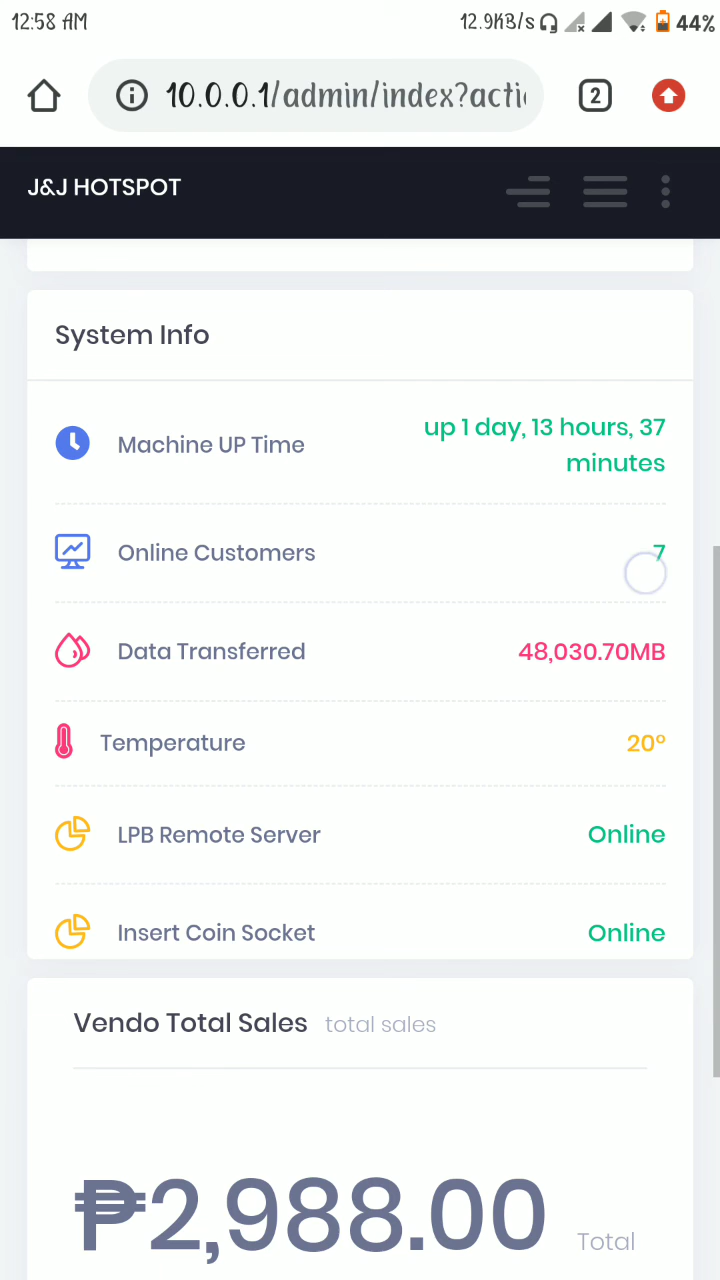 12:58 AM 12.9KB/s 44%
10.0.0.1/admin/index?acti
2
J&J HOTSPOT
System Info
Machine UP Time
up 1 day, 13 hours, 37
minutes
Online Customers 7
Data Transferred 48,030.70MB
Temperature 20°
LPB Remote Server Online
Insert Coin Socket Online
Vendo Total Sales total sales
₱2,988.00 Total